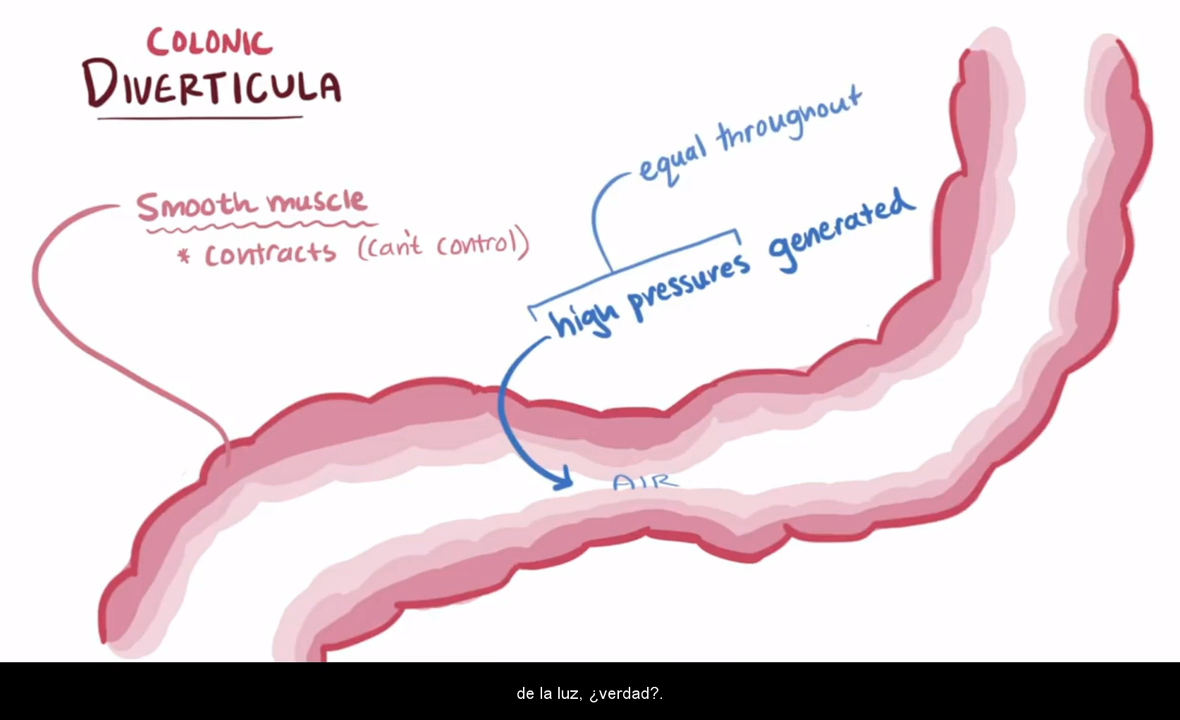 COLONIC
DIVERTICULA
equal throughout
Smooth muscle
* contracts (can't control)
high pressures generated
AIR
de la luz, ¿verdad?.